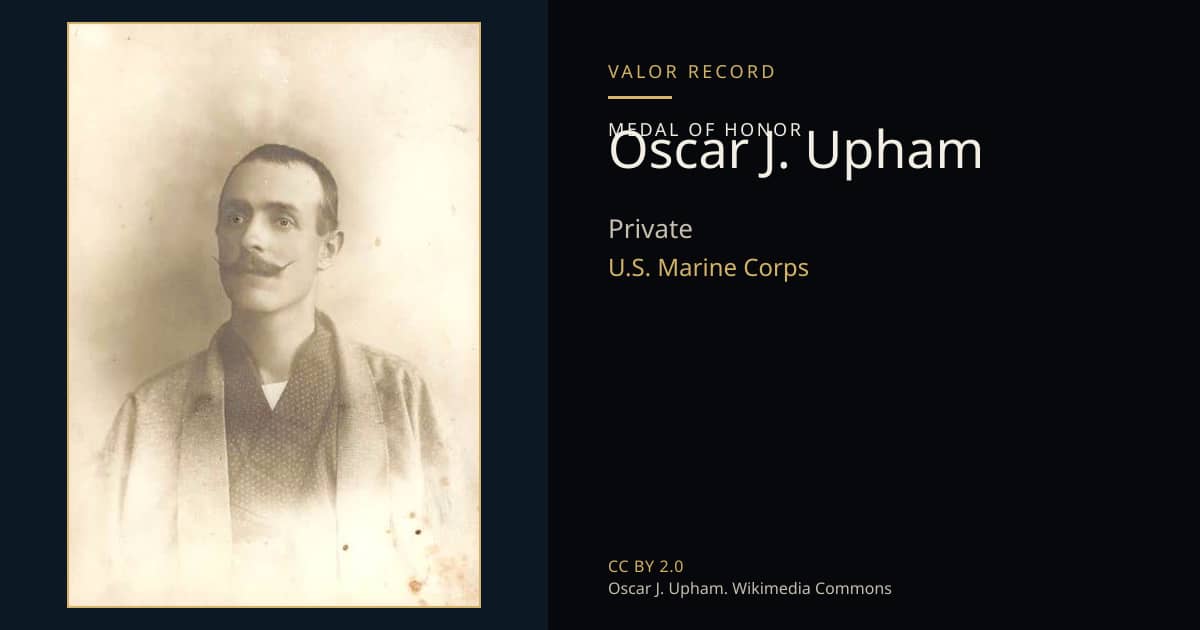 VALOR RECORD
MEDAL OF HONOR
Oscar J. Upham
Private
U.S. Marine Corps
CC BY 2.0
Oscar J. Upham. Wikimedia Commons